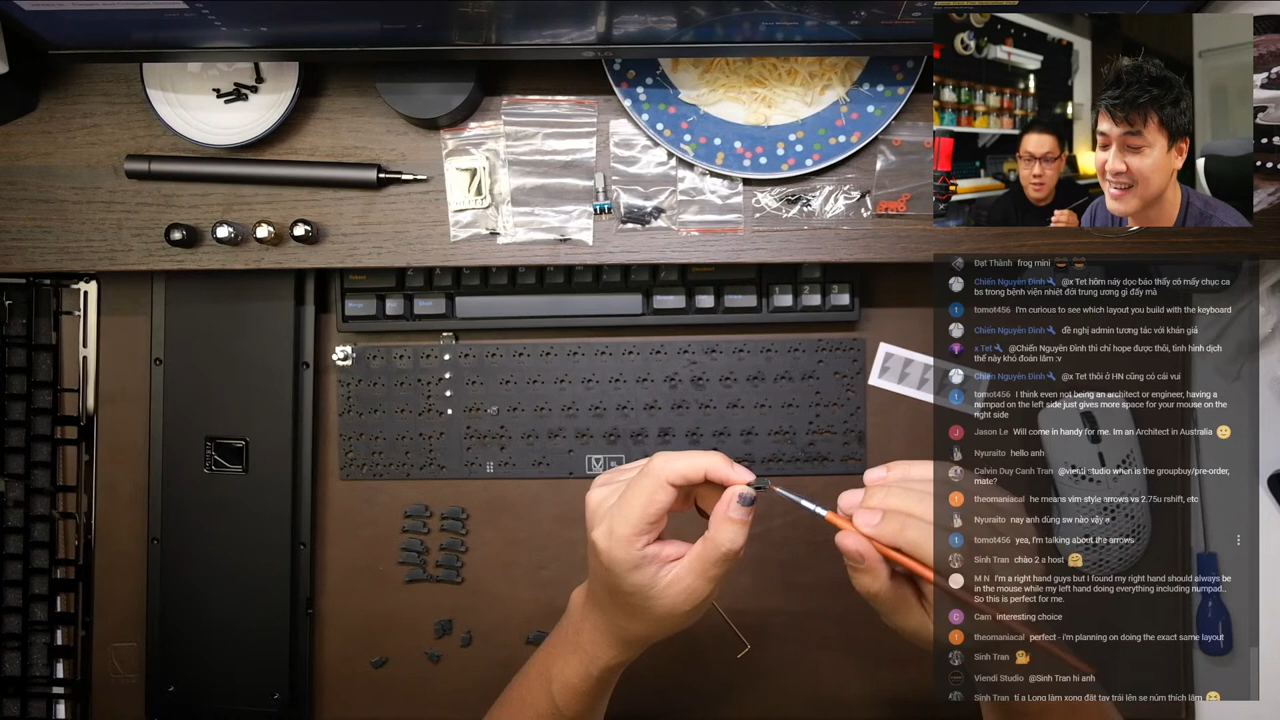 LG
Đạt Thành frog mini
Chiến Nguyễn Đình @x Tet hôm nảy dọc báo thấy có mấy chục ca
bs trong bệnh viện nhiệt đới trung ương gì đấy mà
tomot456 I'm curious to see which layout you build with the keyboard
Chiến Nguyễn Đình đề nghị admin tương tác với khán giả
x Tet @Chiến Nguyễn Đình thì chỉ hope được thôi, tình hình dịch
thế này khó đoán lắm :v
Chiến Nguyễn Đình @x Tet thôi ở HN cũng có cái vui
tomot456 I think even not being an architect or engineer, having a
numpad on the left side just gives more space for your mouse on the
right side
Jason Le Will come in handy for me. Im an Architect in Australia
Nyuraito hello anh
Calvin Duy Canh Tran @vienti studio when is the groupbuy/pre-order,
mate?
theomaniacal he means vim-style arrows vs 2.75u rshift, etc
Nyuraito nay anh dùng sw nào vậy ạ
tomot456 yea, I'm talking about the arrows
Sinh Tran chào 2 a host
M N I'm a right hand guys but I found my right hand should always be
in the mouse while my left hand doing everything including numpad..
So this is perfect for me.
Cam interesting choice
theomaniacal perfect - i'm planning on doing the exact same layout
Sinh Tran
Viendi Studio @Sinh Tran hi anh
Sinh Tran tí a Long làm xong đặt tay trái lên se núm thích lắm